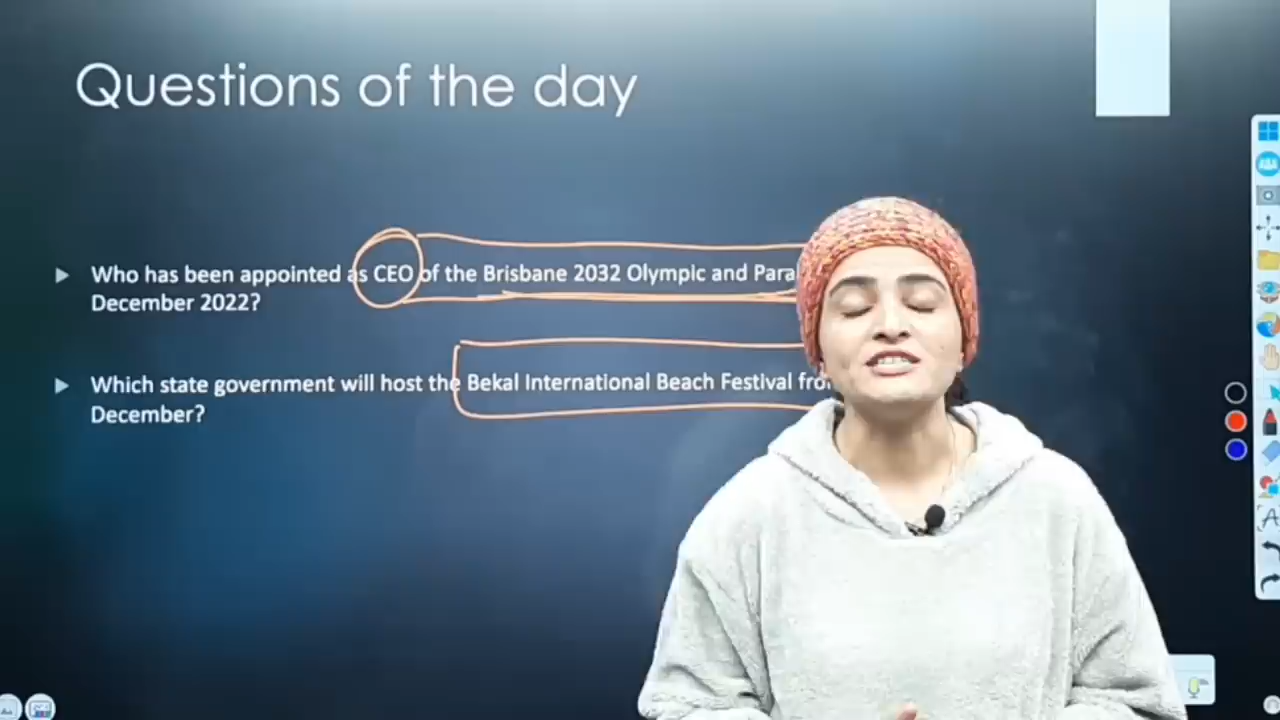 Questions of the day
Who has been appointed as CEO of the Brisbane 2032 Olympic and Para
December 2022?
Which state government will host the Bekal International Beach Festival
December?